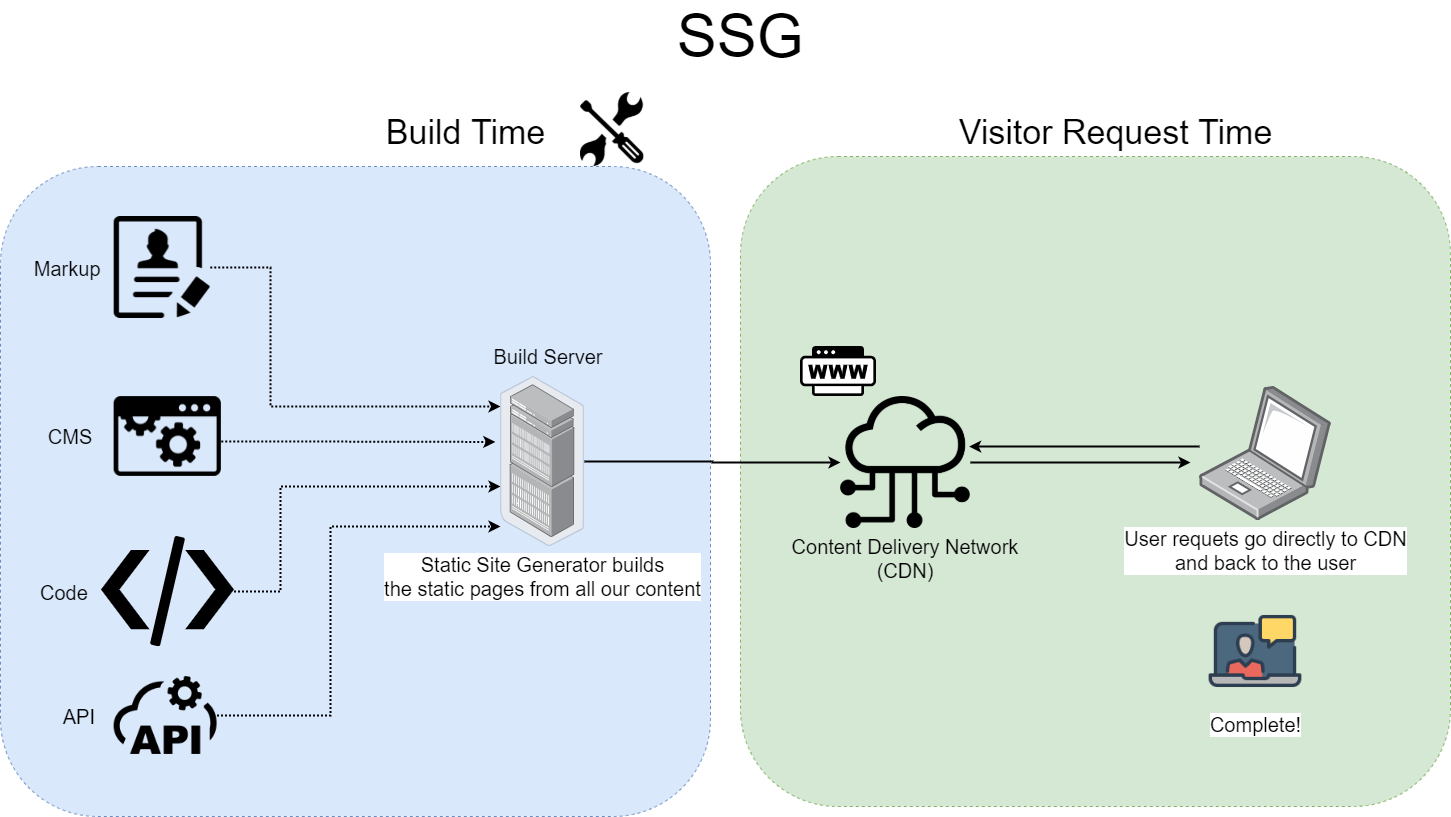 SSG
Build Time
Visitor Request Time
Markup
Build Server
WWW
CMS
Content Delivery Network
(CDN)
User requets go directly to CDN
and back to the user
Static Site Generator builds
the static pages from all our content
Code
API
API
Complete!